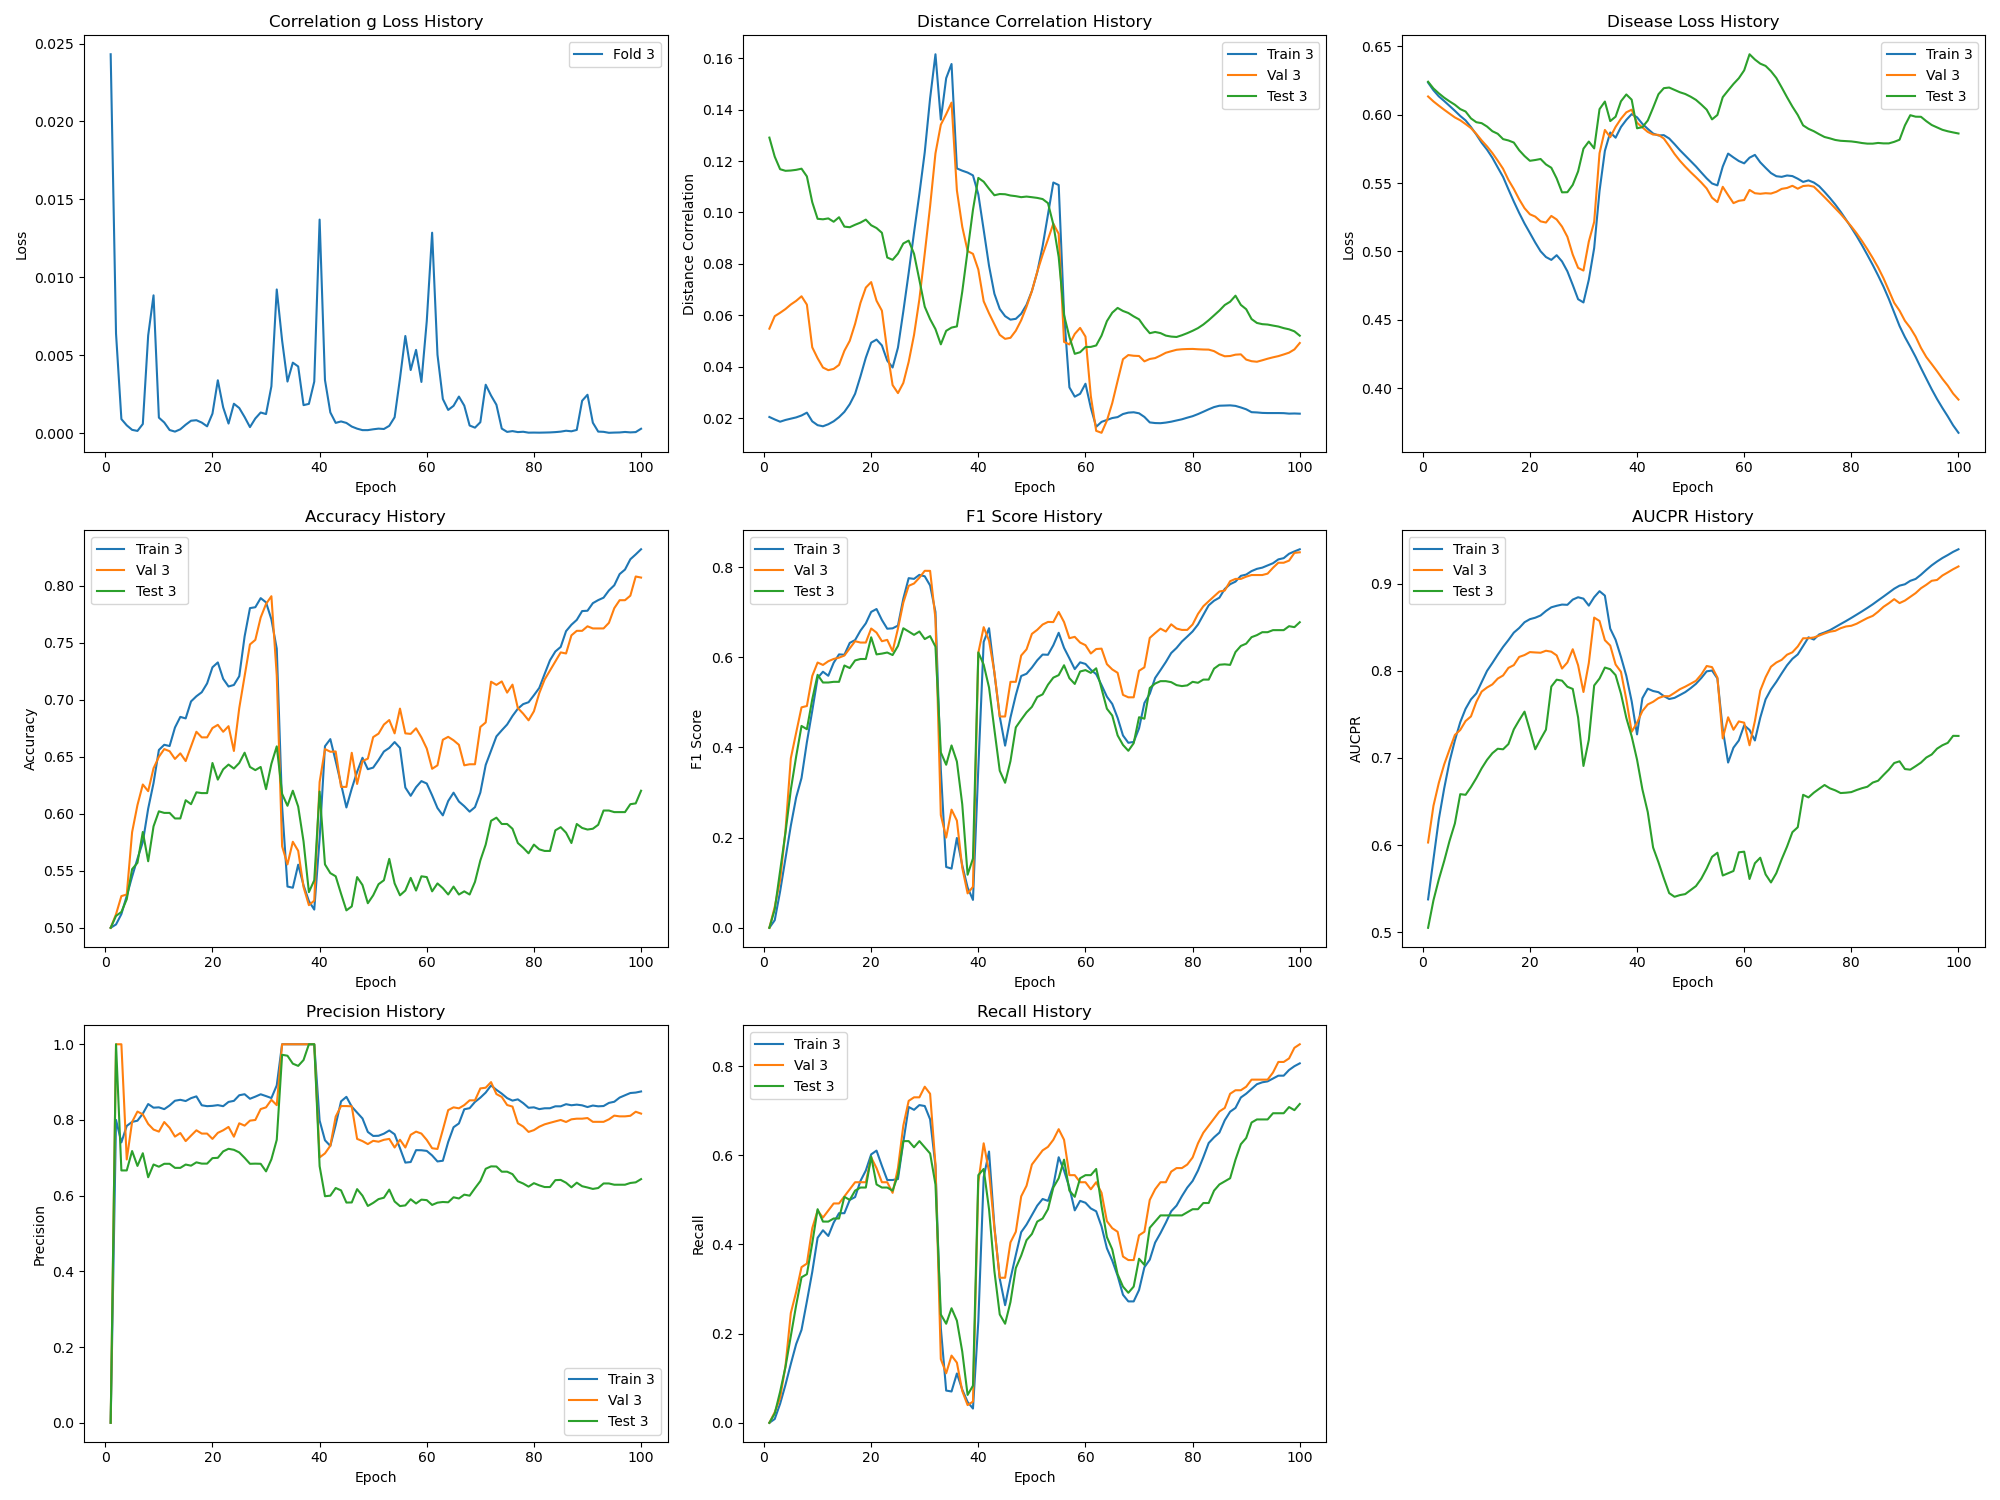 Correlation g Loss History
Loss
0.025
0.020
0.015
0.010
0.005
0.000
0 20 40 60 80 100
Epoch
Fold 3
Distance Correlation History
Distance Correlation
0.16
0.14
0.12
0.10
0.08
0.06
0.04
0.02
0 20 40 60 80 100
Epoch
Train 3
Val 3
Test 3
Disease Loss History
Loss
0.65
0.60
0.55
0.50
0.45
0.40
0 20 40 60 80 100
Epoch
Train 3
Val 3
Test 3
Accuracy History
Accuracy
0.80
0.75
0.70
0.65
0.60
0.55
0.50
0 20 40 60 80 100
Epoch
Train 3
Val 3
Test 3
F1 Score History
F1 Score
0.8
0.6
0.4
0.2
0.0
0 20 40 60 80 100
Epoch
Train 3
Val 3
Test 3
AUCPR History
AUCPR
0.9
0.8
0.7
0.6
0.5
0 20 40 60 80 100
Epoch
Train 3
Val 3
Test 3
Precision History
Precision
1.0
0.8
0.6
0.4
0.2
0.0
0 20 40 60 80 100
Epoch
Train 3
Val 3
Test 3
Recall History
Recall
0.8
0.6
0.4
0.2
0.0
0 20 40 60 80 100
Epoch
Train 3
Val 3
Test 3